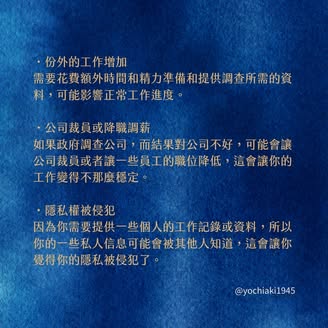 ・份外的工作增加
需要花費額外時間和精力準備和提供調查所需的資
料，可能影響正常工作進度。
・公司裁員或降職調薪
如果政府調查公司，而結果對公司不好，可能會讓
公司裁員或者讓一些員工的職位降低，這會讓你的
工作變得不那麼穩定。
・隱私權被侵犯
因為你需要提供一些個人的工作記錄或資料，所以
你的一些私人信息可能會被其他人知道，這會讓你
覺得你的隱私被侵犯了。
@yochiaki1945